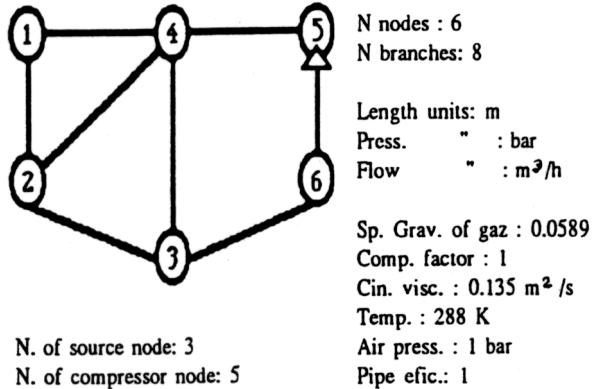 1
4
5
2
6
3
N nodes : 6
N branches: 8
Length units: m
Press. " : bar
Flow " : m³/h
Sp. Grav. of gaz : 0.0589
Comp. factor : 1
Cin. visc. : 0.135 m² /s
Temp. : 288 K
Air press. : 1 bar
Pipe efic.: 1
N. of source node: 3
N. of compressor node: 5